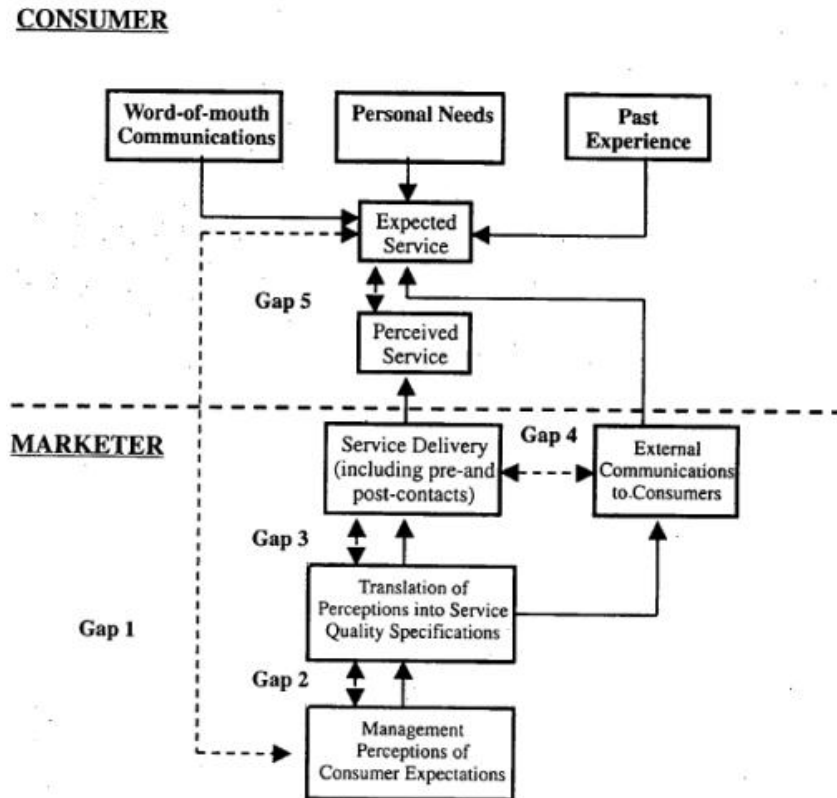 CONSUMER
Word-of-mouth
Communications
Personal Needs
Past
Experience
Expected
Service
Gap 5
Perceived
Service
MARKETER
Service Delivery
(including pre-and
post-contacts)
Gap 4
External
Communications
to Consumers
Gap 3
Translation of
Perceptions into Service
Quality Specifications
Gap 1
Gap 2
Management
Perceptions of
Consumer Expectations